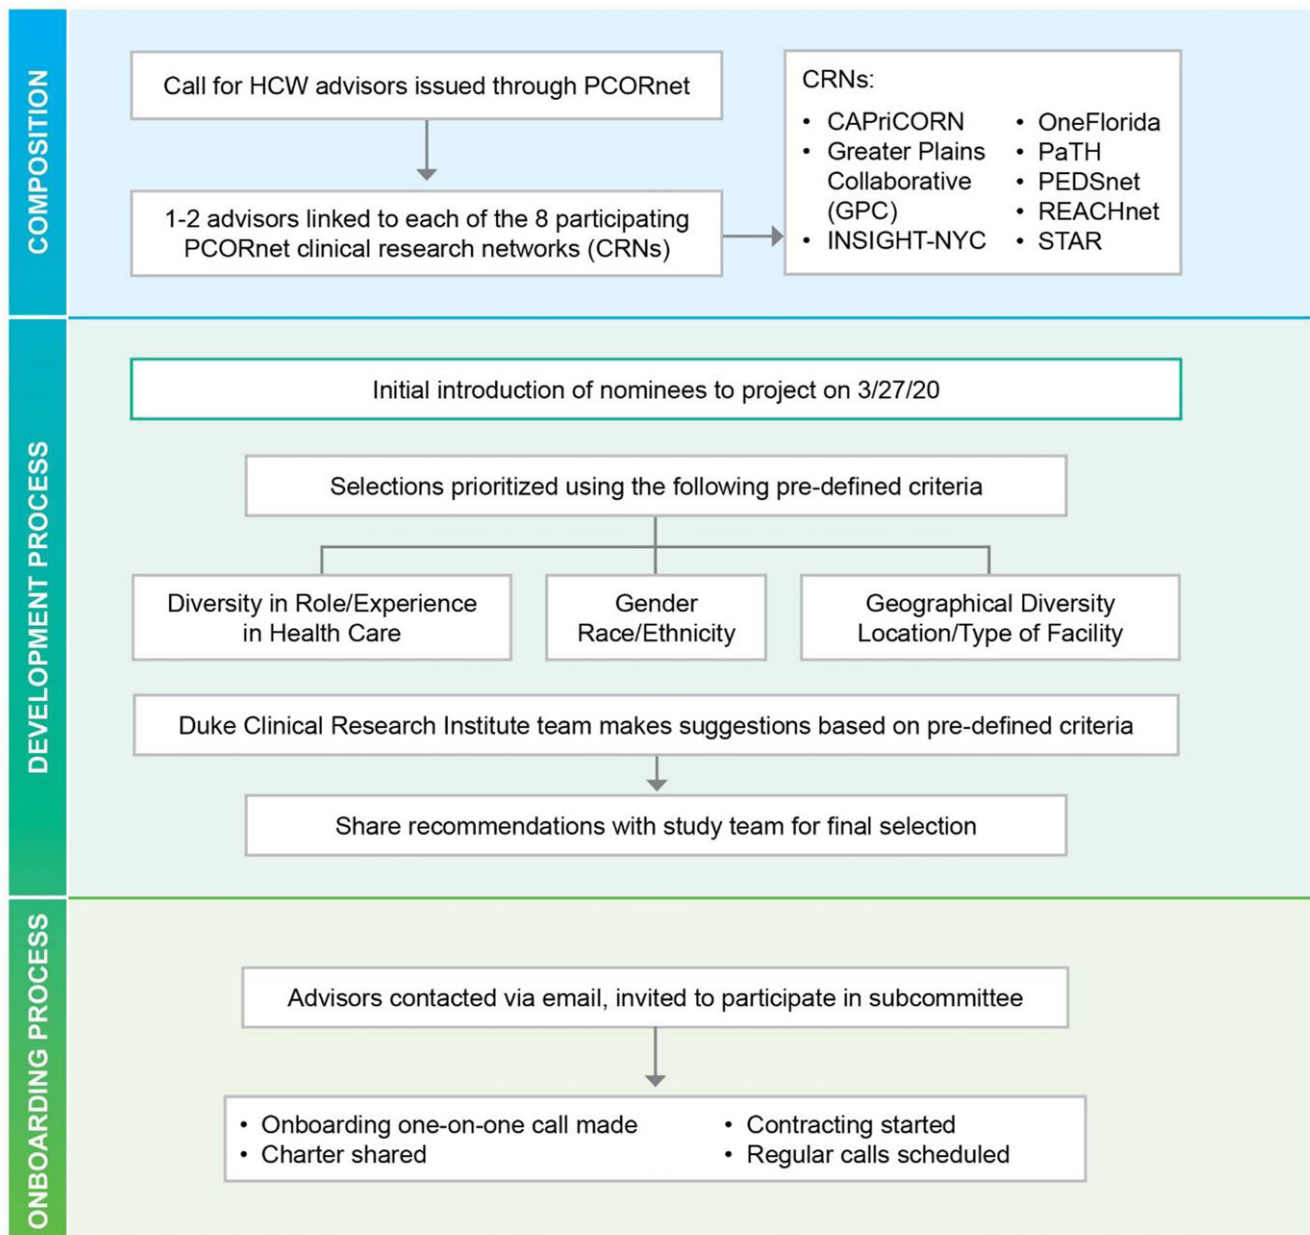 COMPOSITION
Call for HCW advisors issued through PCORnet
1-2 advisors linked to each of the 8 participating
PCORnet clinical research networks (CRNs)
CRNs:
• CAPriCORN
• Greater Plains
Collaborative
(GPC)
• INSIGHT-NYC
• OneFlorida
• PaTH
• PEDSnet
• REACHnet
• STAR
DEVELOPMENT PROCESS
Initial introduction of nominees to project on 3/27/20
Selections prioritized using the following pre-defined criteria
Diversity in Role/Experience
in Health Care
Gender
Race/Ethnicity
Geographical Diversity
Location/Type of Facility
Duke Clinical Research Institute team makes suggestions based on pre-defined criteria
Share recommendations with study team for final selection
ONBOARDING PROCESS
Advisors contacted via email, invited to participate in subcommittee
• Onboarding one-on-one call made
• Charter shared
• Contracting started
• Regular calls scheduled